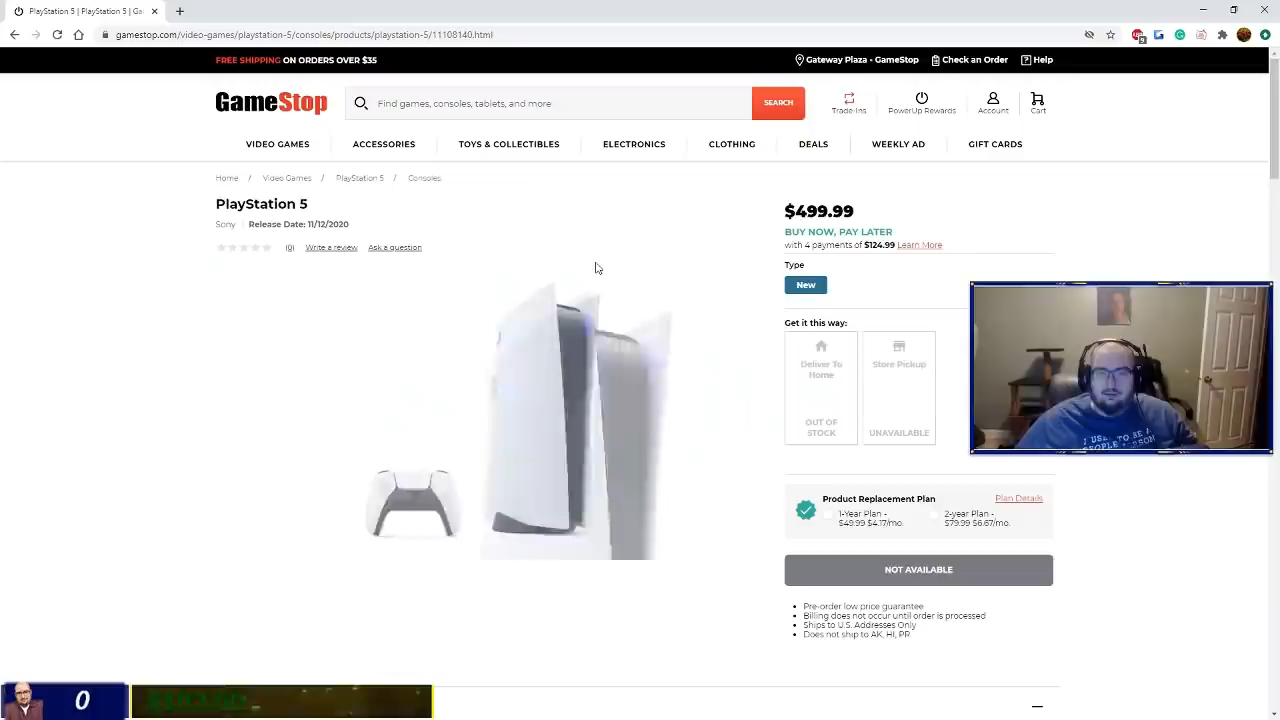 PlayStation 5 | PlayStation 5 | Ga
gamestop.com/video-games/playstation-5/consoles/products/playstation-5/11108140.html
FREE SHIPPING ON ORDERS OVER $35
Gateway Plaza - GameStop
Check an Order
Help
GameStop
Find games, consoles, tablets, and more
SEARCH
Trade-Ins
PowerUp Rewards
Account
Cart
VIDEO GAMES
ACCESSORIES
TOYS & COLLECTIBLES
ELECTRONICS
CLOTHING
DEALS
WEEKLY AD
GIFT CARDS
Home / Video Games / PlayStation 5 / Consoles
PlayStation 5
Sony
Release Date: 11/12/2020
(0)
Write a review
Ask a question
$499.99
BUY NOW, PAY LATER
with 4 payments of $124.99 Learn More
Type
New
Get it this way:
Deliver To
Home
OUT OF
STOCK
Store Pickup
UNAVAILABLE
I USED TO BE A
PEOPLE PERSON
Product Replacement Plan
Plan Details
1-Year Plan -
$49.99 $4.17/mo.
2-year Plan -
$79.99 $6.67/mo.
NOT AVAILABLE
Pre-order low price guarantee
Billing does not occur until order is processed
Ships to U.S. Addresses Only
Does not ship to AK, HI, PR
0